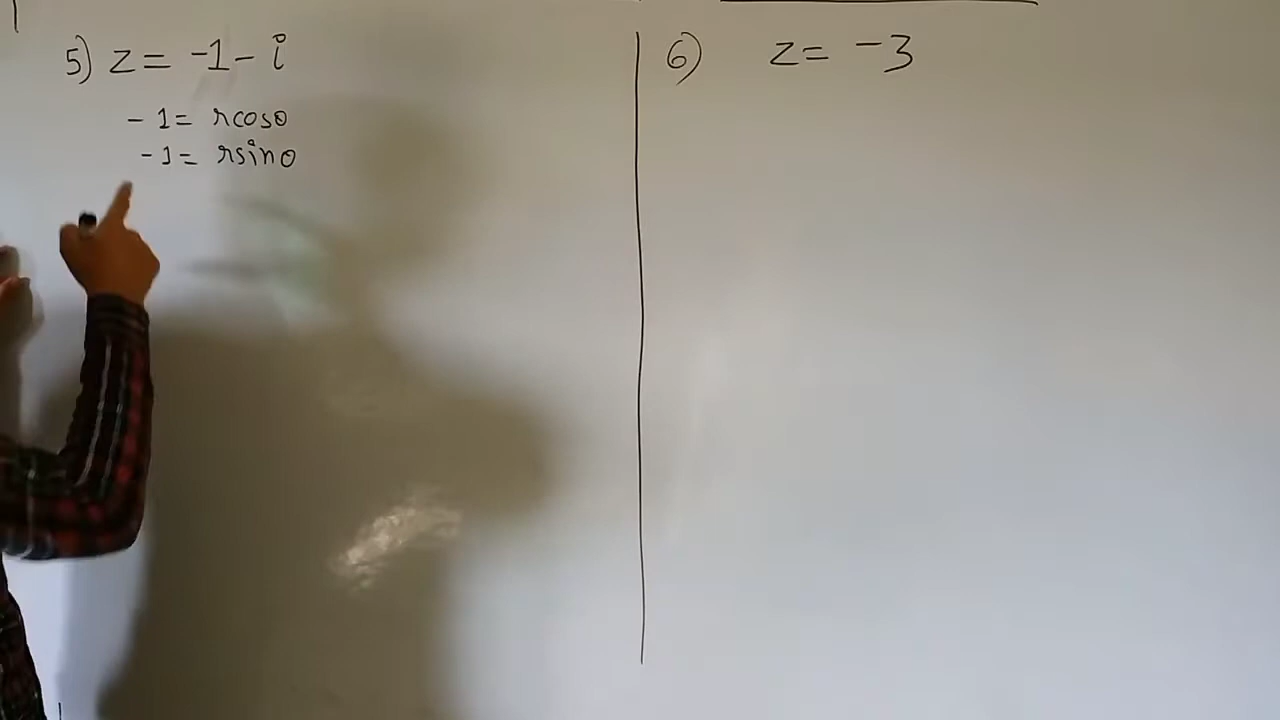 5) z = -1 - i
- 1 = rcosθ
-1 = rsinθ
6) z = -3